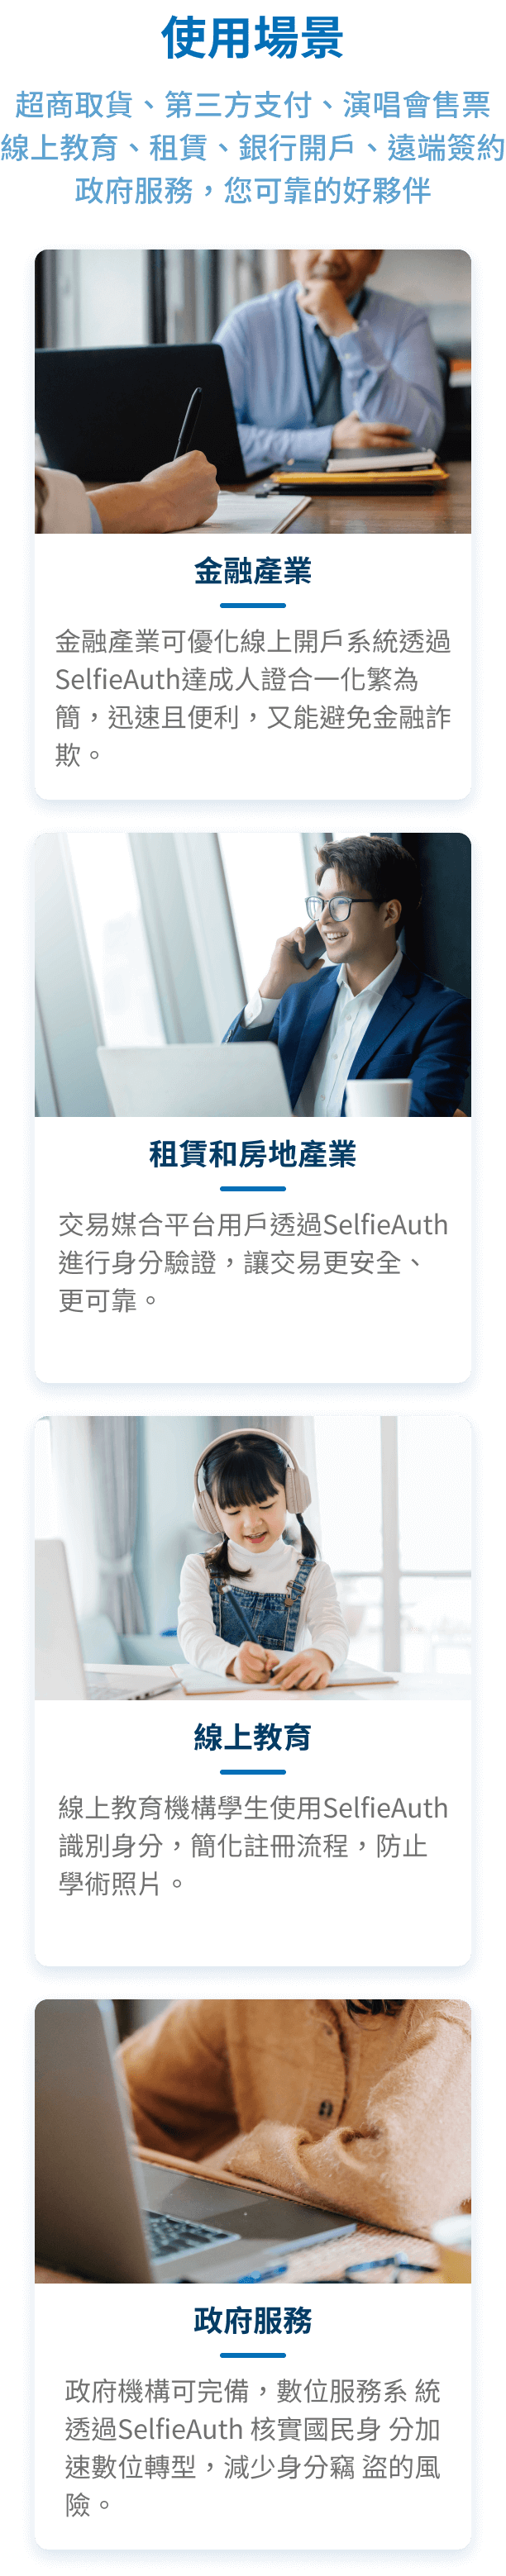 使用場景
超商取貨、第三方支付、演唱會售票
線上教育、租賃、銀行開戶、遠端簽約
政府服務，您可靠的好夥伴
金融產業
金融產業可優化線上開戶系統透過
SelfieAuth達成人證合一化繁為
簡，迅速且便利，又能避免金融詐
欺。
租賃和房地產業
交易媒合平台用戶透過SelfieAuth
進行身分驗證，讓交易更安全、
更可靠。
線上教育
線上教育機構學生使用SelfieAuth
識別身分，簡化註冊流程，防止
學術照片。
政府服務
政府機構可完備，數位服務系 統
透過SelfieAuth 核實國民身 分加
速數位轉型，減少身分竊 盜的風
險。